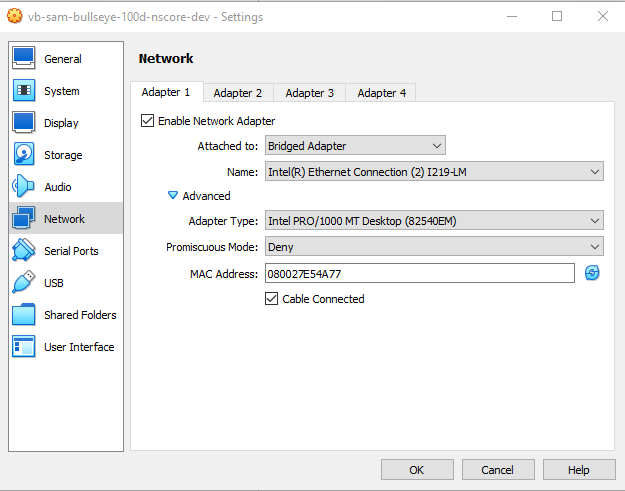 vb-sam-bullseye-100d-nscore-dev - Settings
General
System
Display
Storage
Audio
Network
Serial Ports
USB
Shared Folders
User Interface
Network
Adapter 1 Adapter 2 Adapter 3 Adapter 4
Enable Network Adapter
Attached to: Bridged Adapter
Name: Intel(R) Ethernet Connection (2) I219-LM
Advanced
Adapter Type: Intel PRO/1000 MT Desktop (82540EM)
Promiscuous Mode: Deny
MAC Address: 080027E54A77
Cable Connected
OK Cancel Help